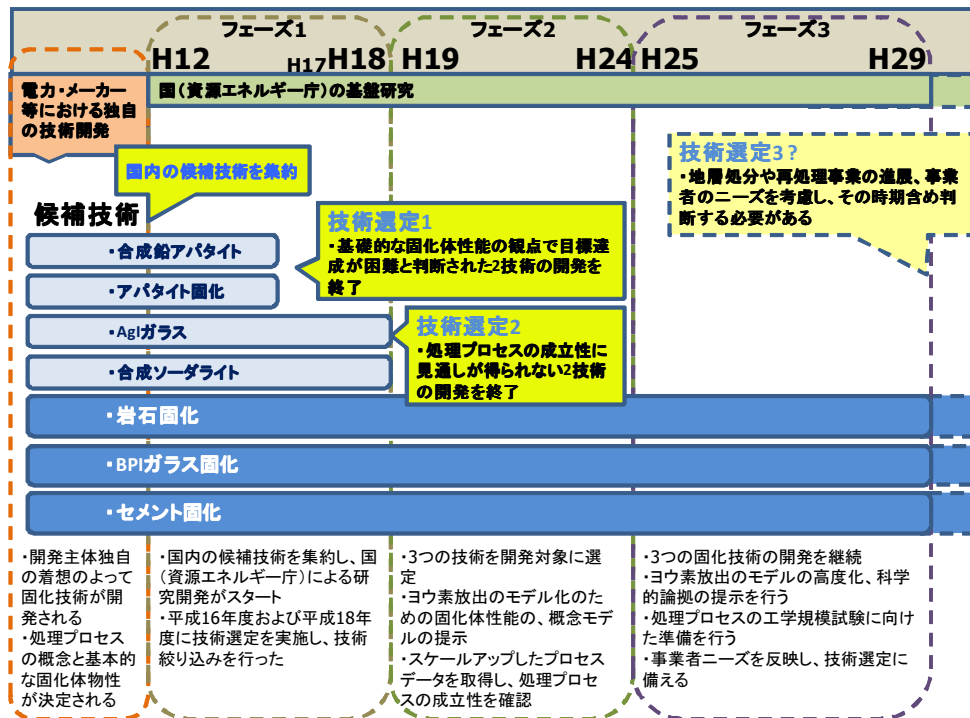 フェーズ1
フェーズ2
フェーズ3
H12
H17
H18
H19
H24
H25
H29
電力・メーカー
等における独自
の技術開発
国(資源エネルギー庁)の基盤研究
国内の候補技術を集約
技術選定3?
・地層処分や再処理事業の進展、事業
者のニーズを考慮し、その時期含め判
断する必要がある
候補技術
技術選定1
・基礎的な固化体性能の観点で目標達
成が困難と判断された2技術の開発を
終了
・合成鉛アパタイト
・アパタイト固化
・AgIガラス
・合成ソーダライト
技術選定2
・処理プロセスの成立性に
見通しが得られない2技術
の開発を終了
・岩石固化
・BPIガラス固化
・セメント固化
・開発主体独自
の着想のよって
固化技術が開
発される
・処理プロセス
の概念と基本的
な固化体物性
が決定される
・国内の候補技術を集約し、国
(資源エネルギー庁)による研
究開発がスタート
・平成16年度および平成18年
度に技術選定を実施し、技術
絞り込みを行った
・3つの技術を開発対象に選
定
・ヨウ素放出のモデル化のた
めの固化体性能の、概念モ
デルの提示
・スケールアップしたプロセス
データを取得し、処理プロセ
スの成立性を確認
・3つの固化技術の開発を継続
・ヨウ素放出のモデルの高度化、科学
的論拠の提示を行う
・処理プロセスの工学規模試験に向け
た準備を行う
・事業者ニーズを反映し、技術選定に
備える